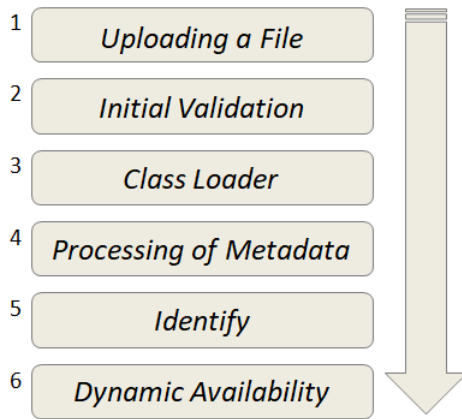 1 Uploading a File
2 Initial Validation
3 Class Loader
4 Processing of Metadata
5 Identify
6 Dynamic Availability